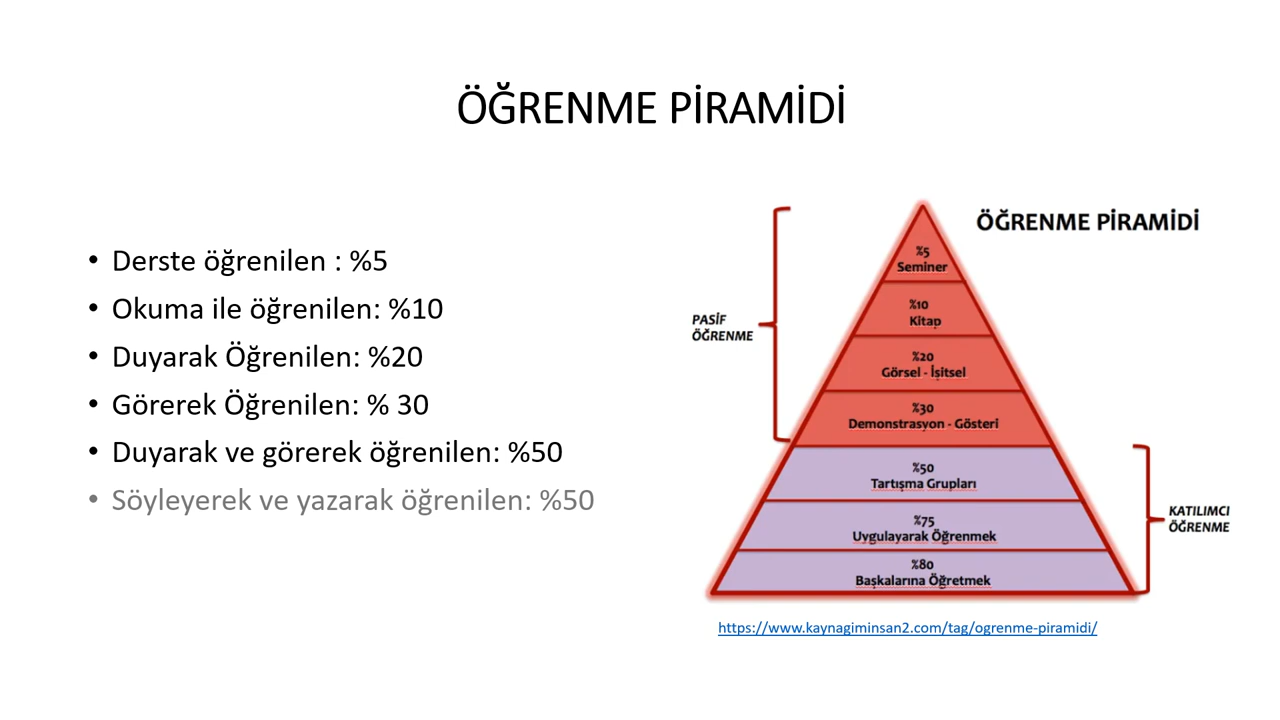 ÖĞRENME PİRAMİDİ
• Derste öğrenilen : %5
• Okuma ile öğrenilen: %10
• Duyarak Öğrenilen: %20
• Görerek Öğrenilen: % 30
• Duyarak ve görerek öğrenilen: %50
• Söyleyerek ve yazarak öğrenilen: %50
ÖĞRENME PİRAMİDİ
%5
Seminer
%10
Kitap
PASİF
ÖĞRENME
%20
Görsel - İşitsel
%30
Demonstrasyon - Gösteri
%50
Tartışma Grupları
%75
Uygulayarak Öğrenmek
%80
Başkalarına Öğretmek
KATILIMCI
ÖĞRENME
https://www.kaynagiminsan2.com/tag/ogrenme-piramidi/